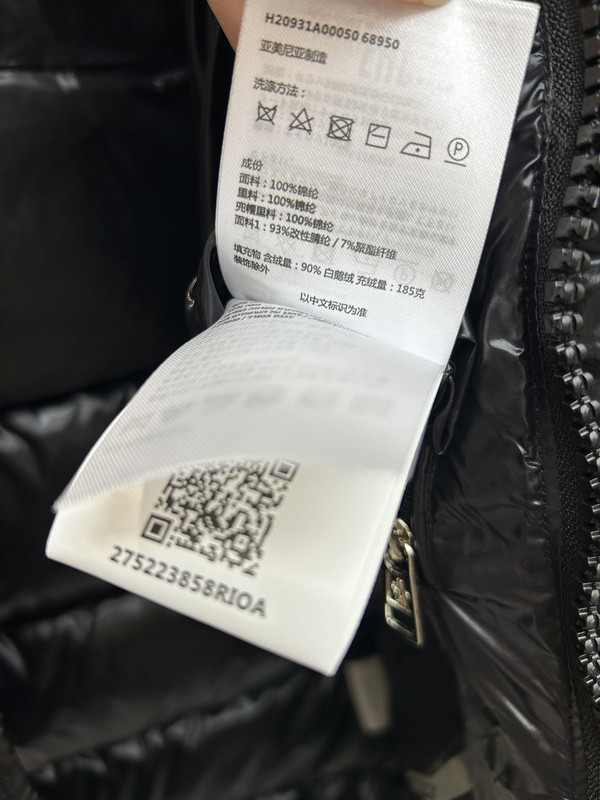 H20931A00050 68950
亚美尼亚制造
洗涤方法：
P
成份
面料：100%锦纶
里料：100%锦纶
兜帽里料：100%锦纶
面料1：93%改性腈纶 / 7%聚酯纤维
填充物 含绒量：90% 白鹅绒 充绒量：185克
装饰除外
以中文标识为准
275223858RIOA